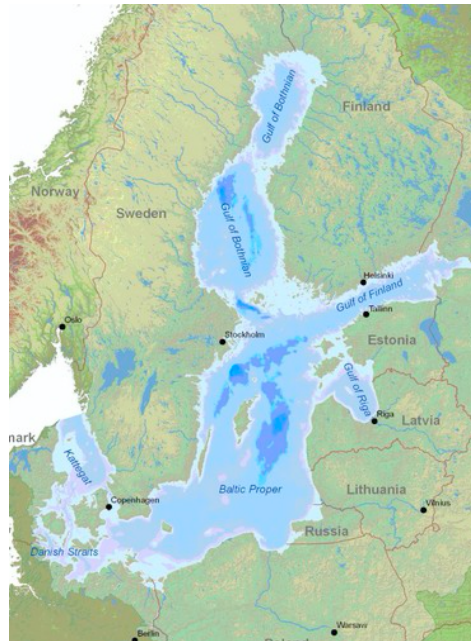 Gulf of Bothnian
Finland
Norway
Sweden
Gulf of Bothnian
Helsinki
Gulf of Finland
Oslo
Tallinn
Stockholm
Estonia
Gulf of Riga
Riga
Latvia
mark
Kattegat
Baltic Proper
Lithuania
Copenhagen
Vilnius
Russia
Danish Straits
Berlin
Warsaw